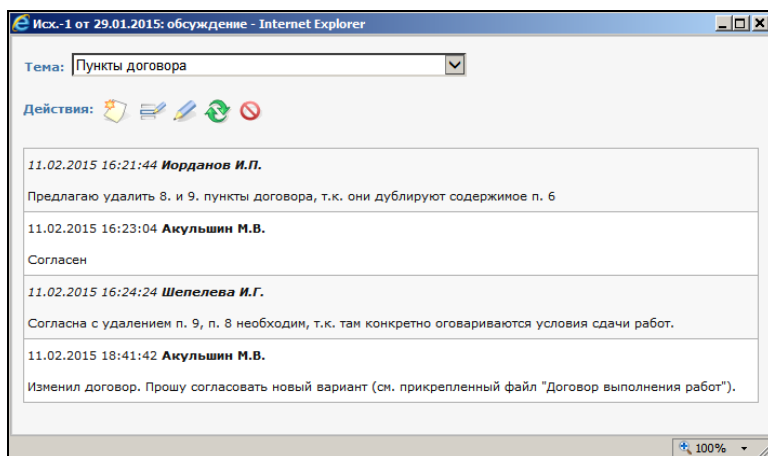 Исх.-1 от 29.01.2015: обсуждение - Internet Explorer
Тема: Пункты договора
Действия:
11.02.2015 16:21:44 Иорданов И.П.
Предлагаю удалить 8. и 9. пункты договора, т.к. они дублируют содержимое п. 6
11.02.2015 16:23:04 Акульшин М.В.
Согласен
11.02.2015 16:24:24 Шепелева И.Г.
Согласна с удалением п. 9, п. 8 необходим, т.к. там конкретно оговариваются условия сдачи работ.
11.02.2015 18:41:42 Акульшин М.В.
Изменил договор. Прошу согласовать новый вариант (см. прикрепленный файл "Договор выполнения работ").
100%